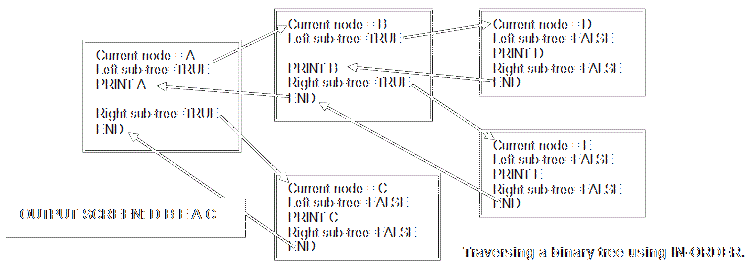 Current node = A
Left sub-tree =TRUE
PRINT A
Right sub-tree =TRUE
END
Current node = B
Left sub-tree =TRUE
PRINT B
Right sub-tree =TRUE
END
Current node = D
Left sub-tree =FALSE
PRINT D
Right sub-tree =FALSE
END
Current node = E
Left sub-tree =FALSE
PRINT E
Right sub-tree =FALSE
END
Current node = C
Left sub-tree =FALSE
PRINT C
Right sub-tree =FALSE
END
OUTPUT SCREEN: D B E A C
Traversing a binary tree using IN-ORDER.